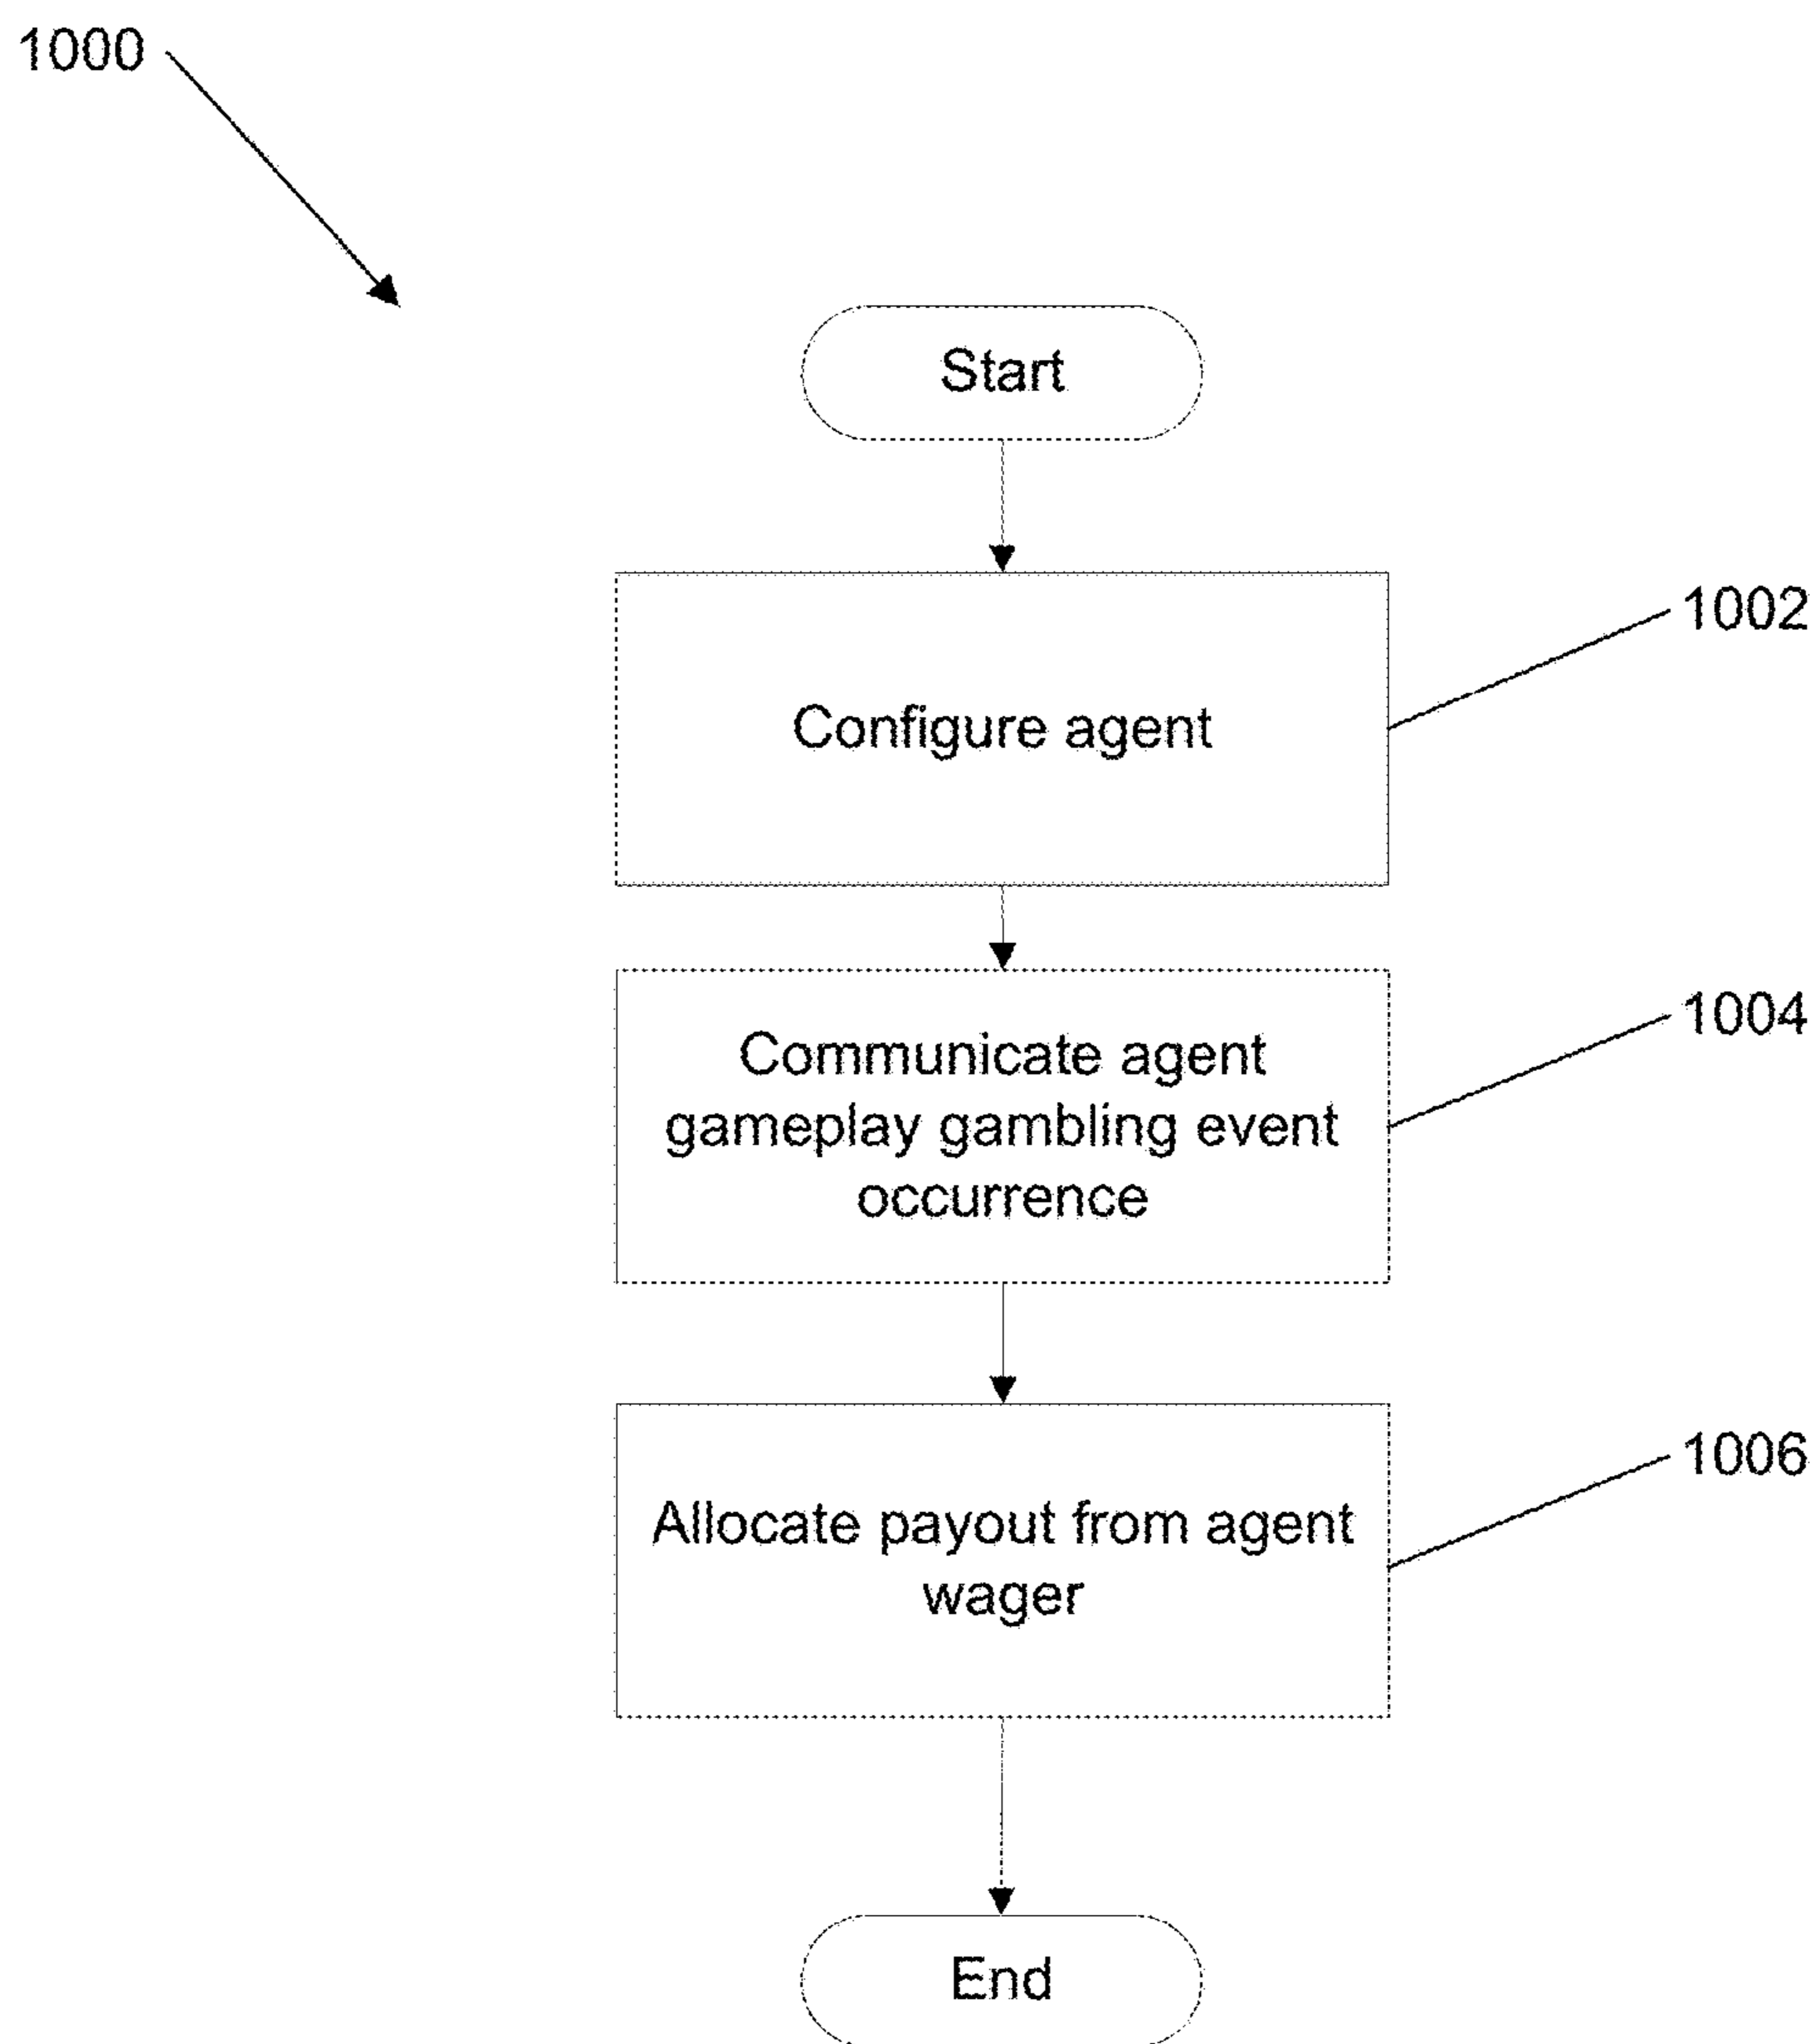 1000
Start
1002
Configure agent
1004
Communicate agent
gameplay gambling event
occurrence
1006
Allocate payout from agent
wager
End